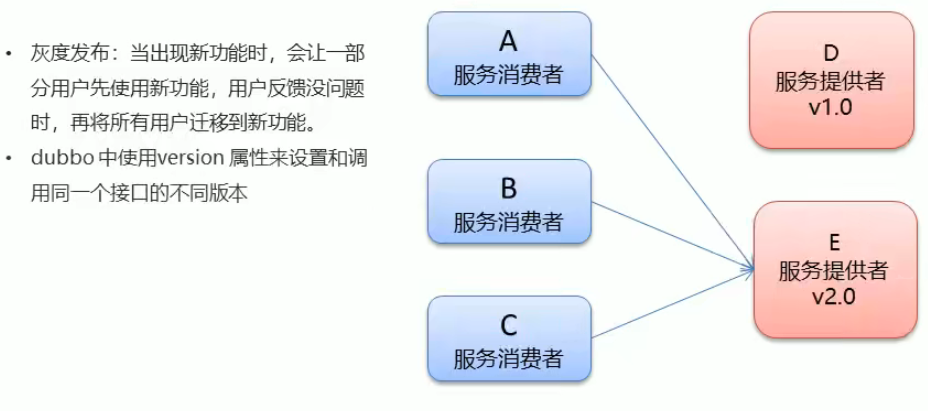 • 灰度发布：当出现新功能时，会让一部
分用户先使用新功能，用户反馈没问题
时，再将所有用户迁移到新功能。
• dubbo 中使用version 属性来设置和调
用同一个接口的不同版本
A
服务消费者
B
服务消费者
C
服务消费者
D
服务提供者
v1.0
E
服务提供者
v2.0